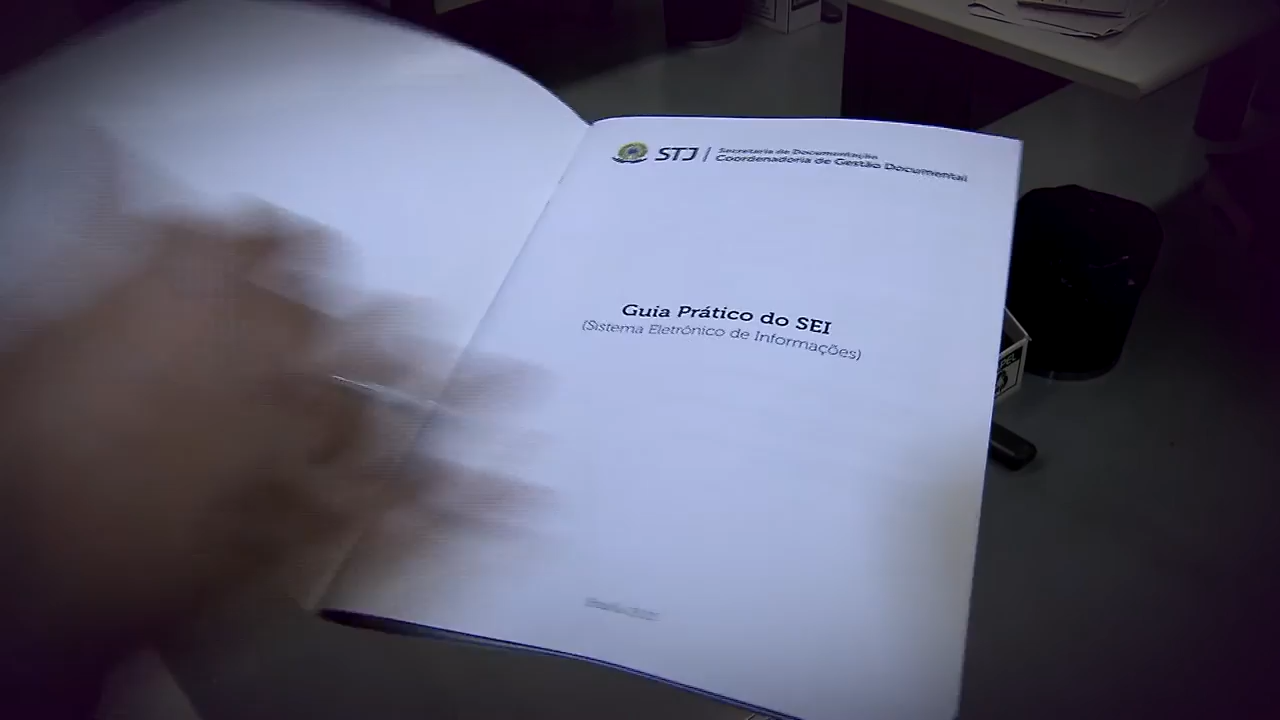 STJ
Secretaria de Documentação
Coordenadoria de Gestão Documental
Guia Prático do SEI
(Sistema Eletrônico de Informações)